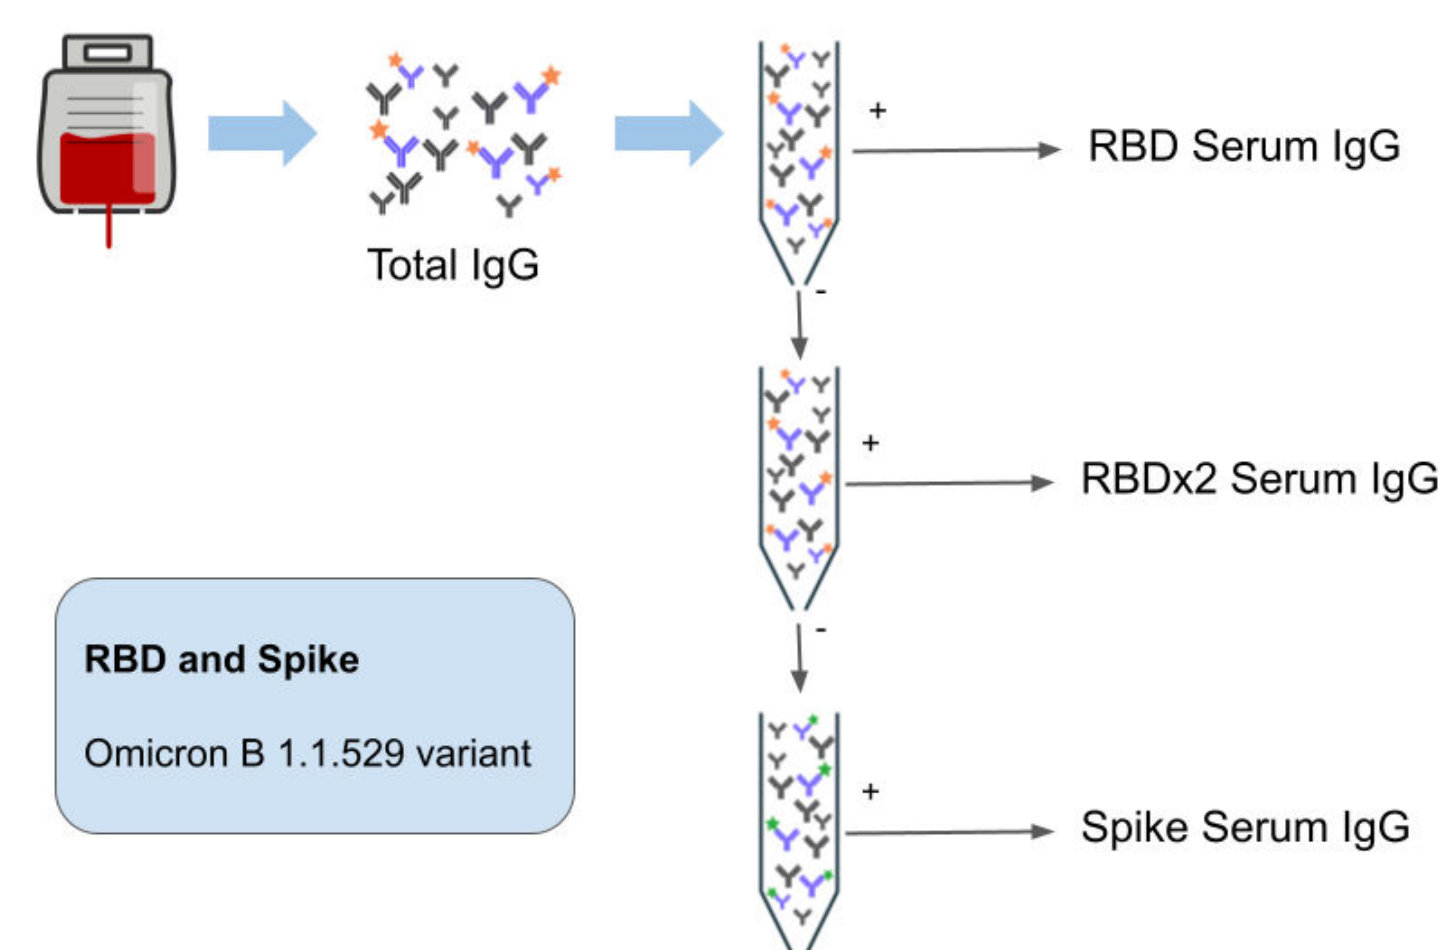 Total IgG
+
RBD Serum IgG
-
+
RBDx2 Serum IgG
-
RBD and Spike
Omicron B 1.1.529 variant
+
Spike Serum IgG